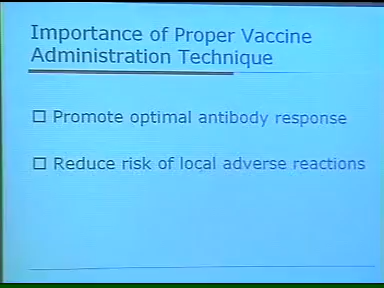 Importance of Proper Vaccine
Administration Technique
Promote optimal antibody response
Reduce risk of local adverse reactions